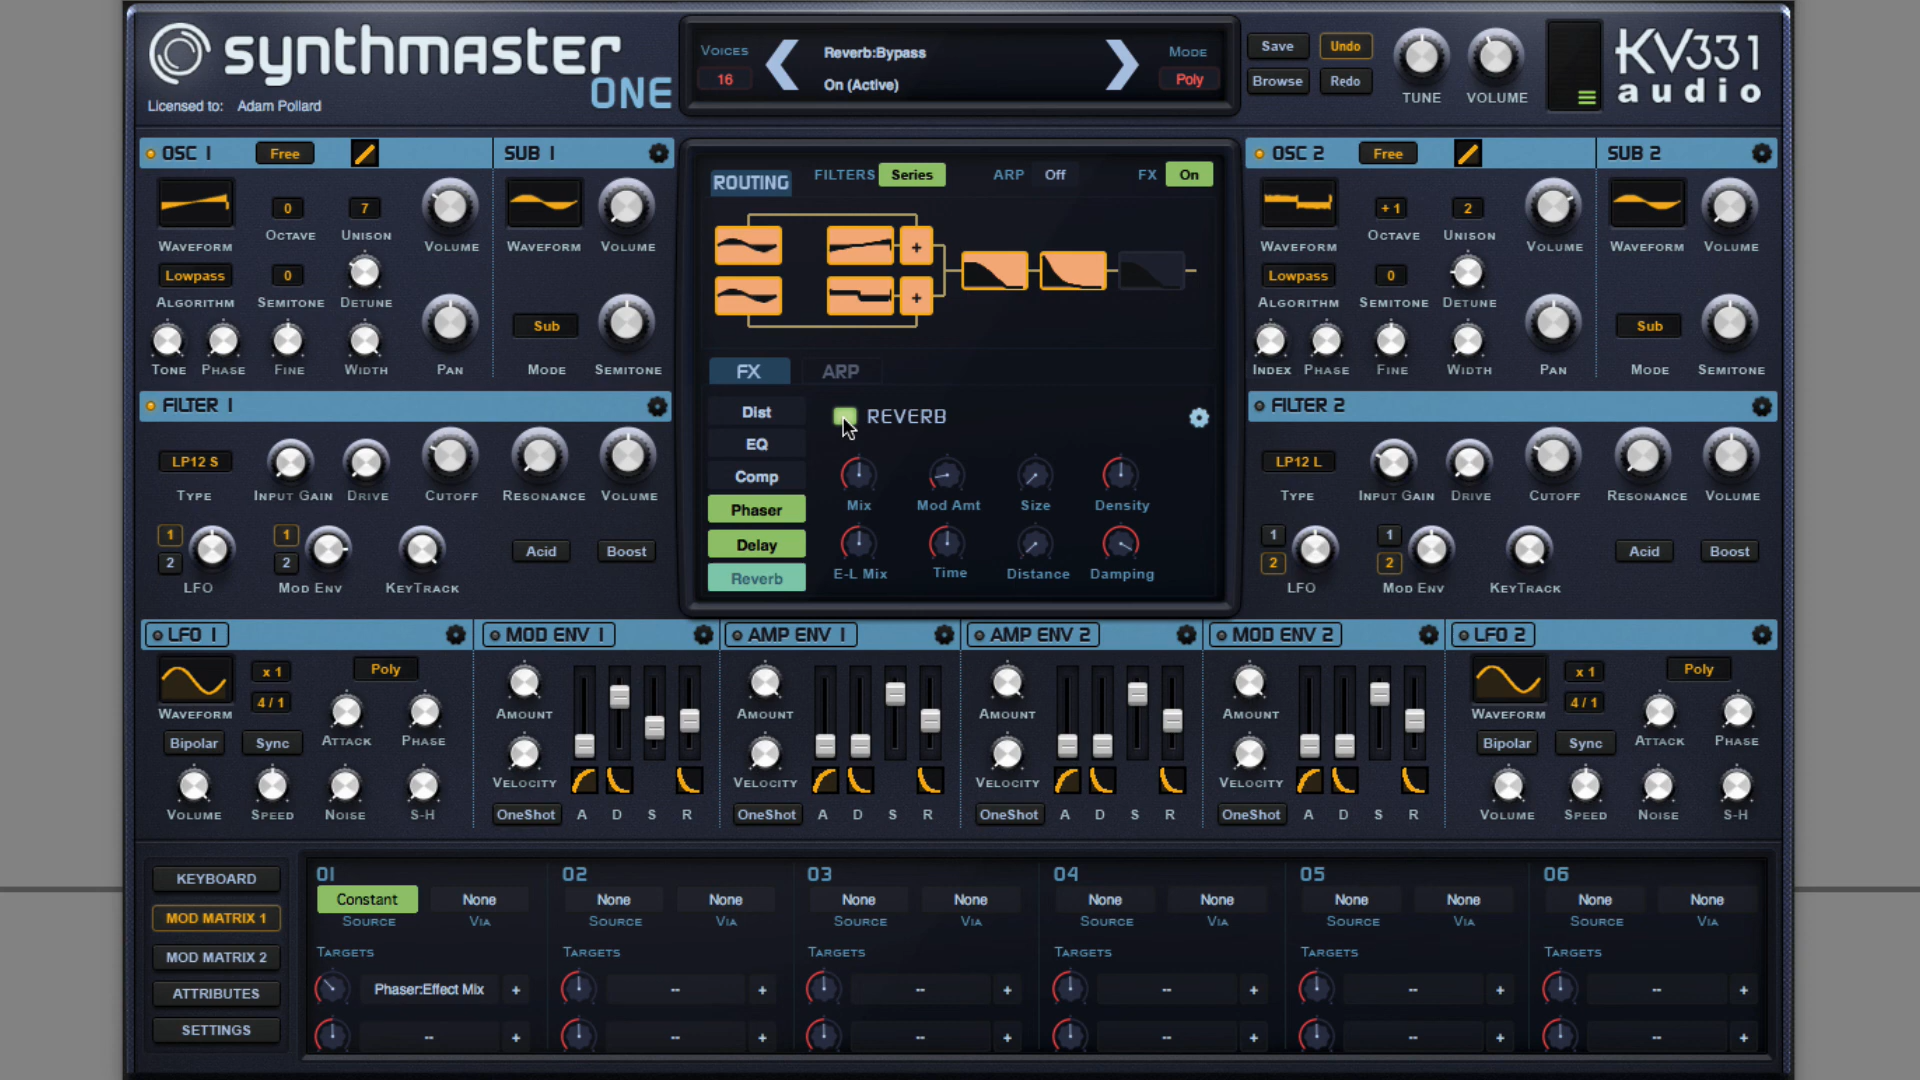 synthmaster
ONE
Licensed to: Adam Pollard
VOICES
16
Reverb:Bypass
On (Active)
MODE
Poly
Save
Undo
Browse
Redo
TUNE
VOLUME
KV331
audio
OSC 1
Free
SUB 1
WAVEFORM
0
OCTAVE
7
UNISON
VOLUME
WAVEFORM
VOLUME
Lowpass
ALGORITHM
0
SEMITONE
DETUNE
Sub
TONE
PHASE
FINE
WIDTH
PAN
MODE
SEMITONE
ROUTING
FILTERS
Series
ARP
Off
FX
On
+
+
OSC 2
Free
SUB 2
WAVEFORM
+ 1
OCTAVE
2
UNISON
VOLUME
WAVEFORM
VOLUME
Lowpass
ALGORITHM
0
SEMITONE
DETUNE
Sub
INDEX
PHASE
FINE
WIDTH
PAN
MODE
SEMITONE
FILTER 1
LP12 S
TYPE
INPUT GAIN
DRIVE
CUTOFF
RESONANCE
VOLUME
1
2
LFO
1
2
MOD ENV
KEYTRACK
Acid
Boost
FX
ARP
Dist
EQ
Comp
Phaser
Delay
Reverb
REVERB
Mix
Mod Amt
Size
Density
E-L Mix
Time
Distance
Damping
FILTER 2
LP12 L
TYPE
INPUT GAIN
DRIVE
CUTOFF
RESONANCE
VOLUME
1
2
LFO
1
2
MOD ENV
KEYTRACK
Acid
Boost
LFO 1
WAVEFORM
x 1
4 / 1
Poly
ATTACK
PHASE
Bipolar
Sync
VOLUME
SPEED
NOISE
S-H
MOD ENV 1
AMOUNT
VELOCITY
OneShot
A
D
S
R
AMP ENV 1
AMOUNT
VELOCITY
OneShot
A
D
S
R
AMP ENV 2
AMOUNT
VELOCITY
OneShot
A
D
S
R
MOD ENV 2
AMOUNT
VELOCITY
OneShot
A
D
S
R
LFO 2
WAVEFORM
x 1
4 / 1
Poly
ATTACK
PHASE
Bipolar
Sync
VOLUME
SPEED
NOISE
S-H
KEYBOARD
MOD MATRIX 1
MOD MATRIX 2
ATTRIBUTES
SETTINGS
01
Constant
None
SOURCE
VIA
TARGETS
Phaser:Effect Mix
+
--
+
02
None
None
SOURCE
VIA
TARGETS
--
+
--
+
03
None
None
SOURCE
VIA
TARGETS
--
+
--
+
04
None
None
SOURCE
VIA
TARGETS
--
+
--
+
05
None
None
SOURCE
VIA
TARGETS
--
+
--
+
06
None
None
SOURCE
VIA
TARGETS
--
+
--
+